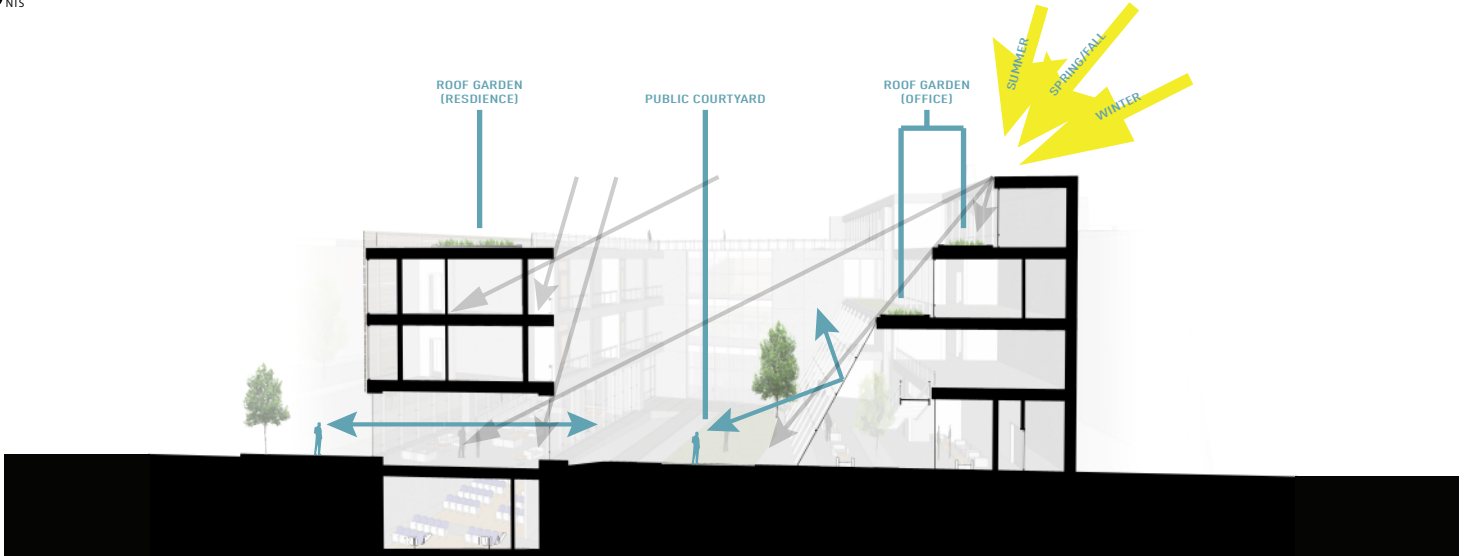 NTS
ROOF GARDEN
(RESDIENCE)
PUBLIC COURTYARD
ROOF GARDEN
(OFFICE)
SUMMER
SPRING/FALL
WINTER